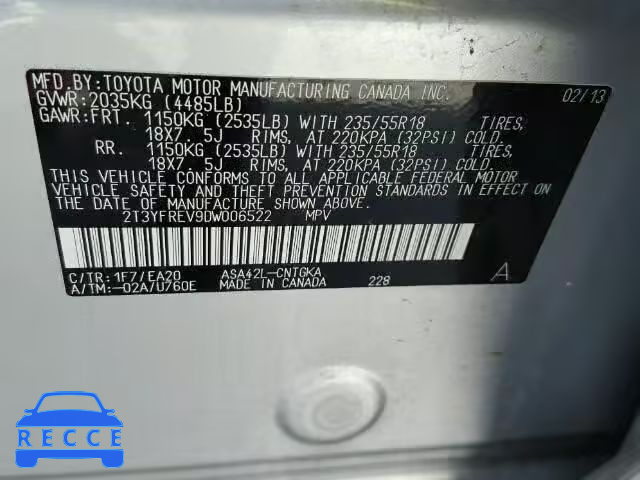 MFD.BY:TOYOTA MOTOR MANUFACTURING CANADA INC. 02/13
GVWR:2035KG (4485LB)
GAWR:FRT. 1150KG (2535LB) WITH 235/55R18 TIRES,
18X7 5J RIMS, AT 220KPA (32PSI) COLD.
RR. 1150KG (2535LB) WITH 235/55R18 TIRES,
18X7 5J RIMS, AT 220KPA (32PSI) COLD.
THIS VEHICLE CONFORMS TO ALL APPLICABLE FEDERAL MOTOR
VEHICLE SAFETY AND BUMPER STANDARDS IN EFFECT ON
THE DATE OF MANUFACTURE SHOWN ABOVE.
2T3YFREV9DW006522 MPV
C/TR:1F7/EA20 ASA42L-CNTGKA A
A/TM:-02A/U760E MADE IN CANADA 228
RECCE